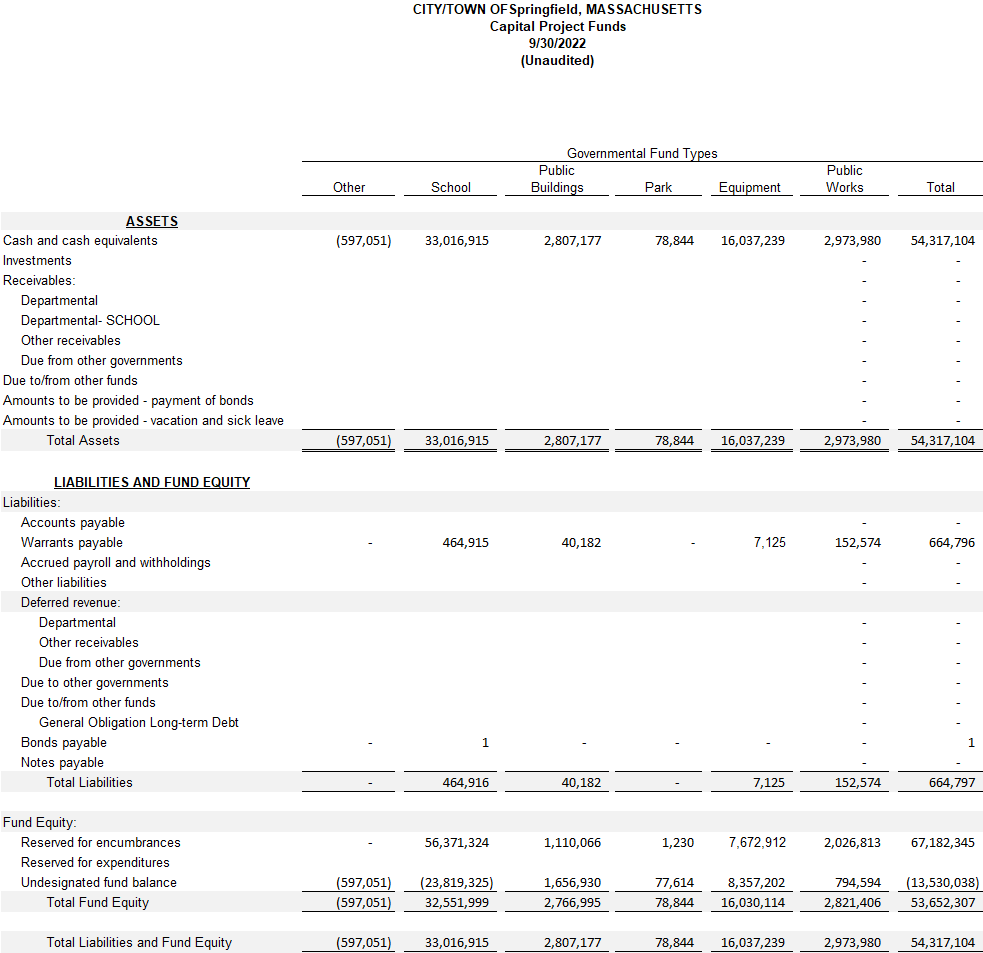 CITY/TOWN OFSpringfield, MASSACHUSETTS
Capital Project Funds
9/30/2022
(Unaudited)
Governmental Fund Types
Other School Public Buildings Park Equipment Public Works Total
ASSETS
Cash and cash equivalents (597,051) 33,016,915 2,807,177 78,844 16,037,239 2,973,980 54,317,104
Investments - -
Receivables: - -
Departmental - -
Departmental- SCHOOL - -
Other receivables - -
Due from other governments - -
Due to/from other funds - -
Amounts to be provided - payment of bonds - -
Amounts to be provided - vacation and sick leave - -
Total Assets (597,051) 33,016,915 2,807,177 78,844 16,037,239 2,973,980 54,317,104
LIABILITIES AND FUND EQUITY
Liabilities:
Accounts payable - -
Warrants payable - 464,915 40,182 - 7,125 152,574 664,796
Accrued payroll and withholdings - -
Other liabilities - -
Deferred revenue:
Departmental - -
Other receivables - -
Due from other governments - -
Due to other governments - -
Due to/from other funds - -
General Obligation Long-term Debt - -
Bonds payable - 1 - - - - 1
Notes payable - -
Total Liabilities - 464,916 40,182 - 7,125 152,574 664,797
Fund Equity:
Reserved for encumbrances - 56,371,324 1,110,066 1,230 7,672,912 2,026,813 67,182,345
Reserved for expenditures
Undesignated fund balance (597,051) (23,819,325) 1,656,930 77,614 8,357,202 794,594 (13,530,038)
Total Fund Equity (597,051) 32,551,999 2,766,995 78,844 16,030,114 2,821,406 53,652,307
Total Liabilities and Fund Equity (597,051) 33,016,915 2,807,177 78,844 16,037,239 2,973,980 54,317,104